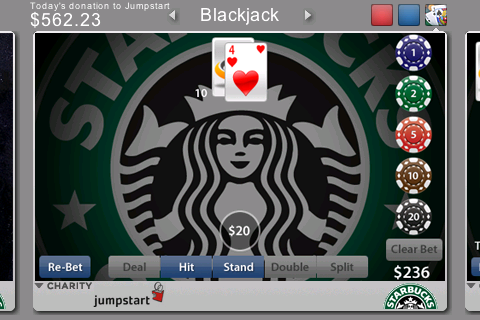 Today's donation to Jumpstart
$562.23
Blackjack
STARBUCKS
4
10
1
2
5
10
20
$20
Clear Bet
Re-Bet
Deal
Hit
Stand
Double
Split
$236
CHARITY
jumpstart
STARBUCKS